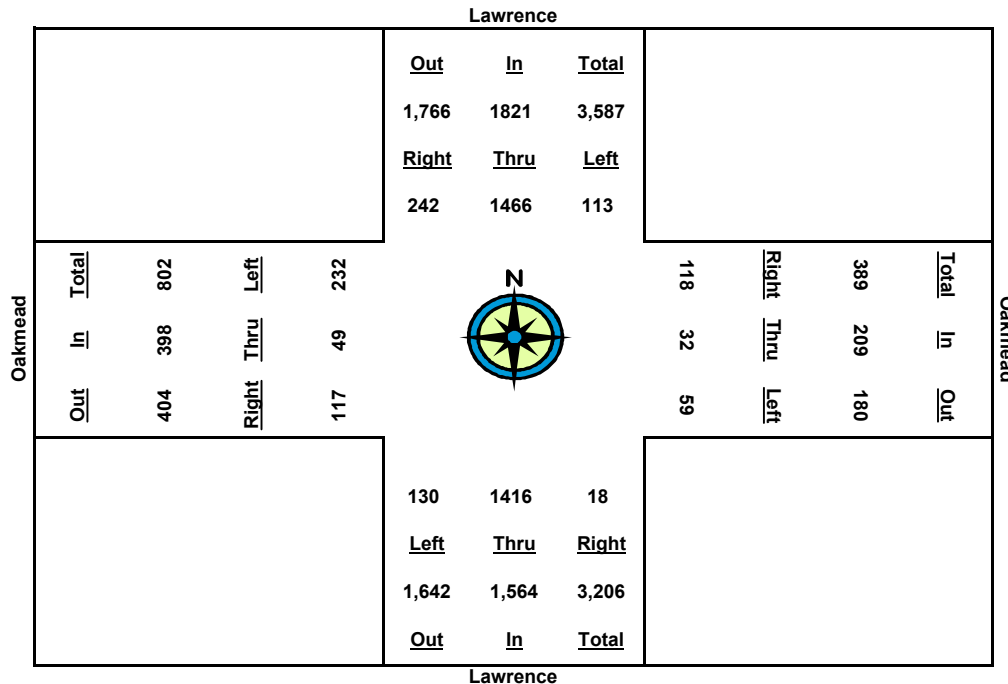 Lawrence
Out In Total
1,766 1821 3,587
Right Thru Left
242 1466 113
Oakmead
Total 802 Left 232
In 398 Thru 49
Out 404 Right 117
N
118 Right 389 Total
32 Thru 209 In
59 Left 180 Out
Oakmead
130 1416 18
Left Thru Right
1,642 1,564 3,206
Out In Total
Lawrence